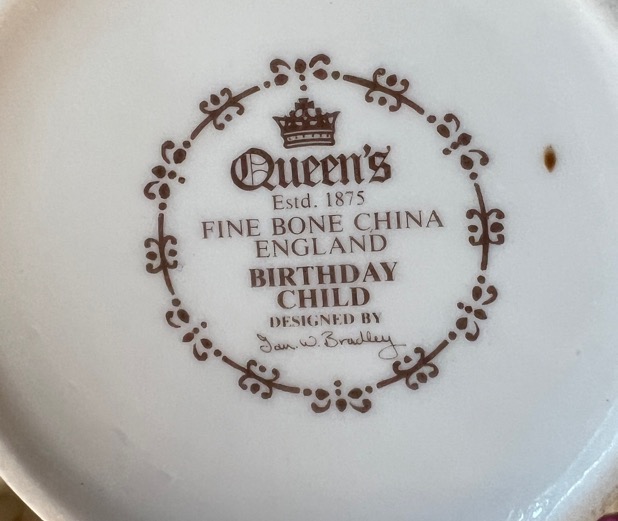 Queen's
Estd. 1875
FINE BONE CHINA
ENGLAND
BIRTHDAY
CHILD
DESIGNED BY
Ian. W. Bradley